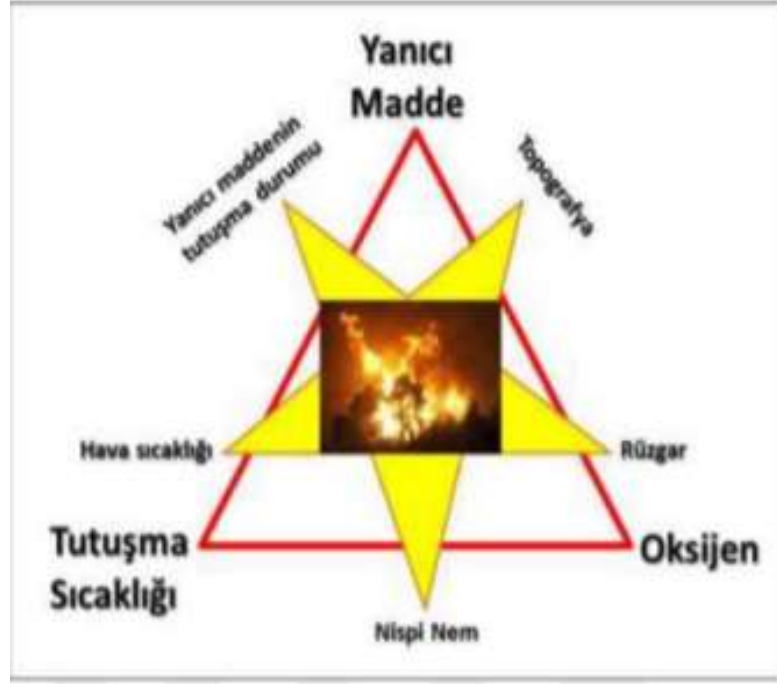 Yanıcı
Madde
Yanıcı maddenin
tutuşma durumu
Topografya
Hava sıcaklığı
Rüzgar
Tutuşma
Sıcaklığı
Oksijen
Nispi Nem